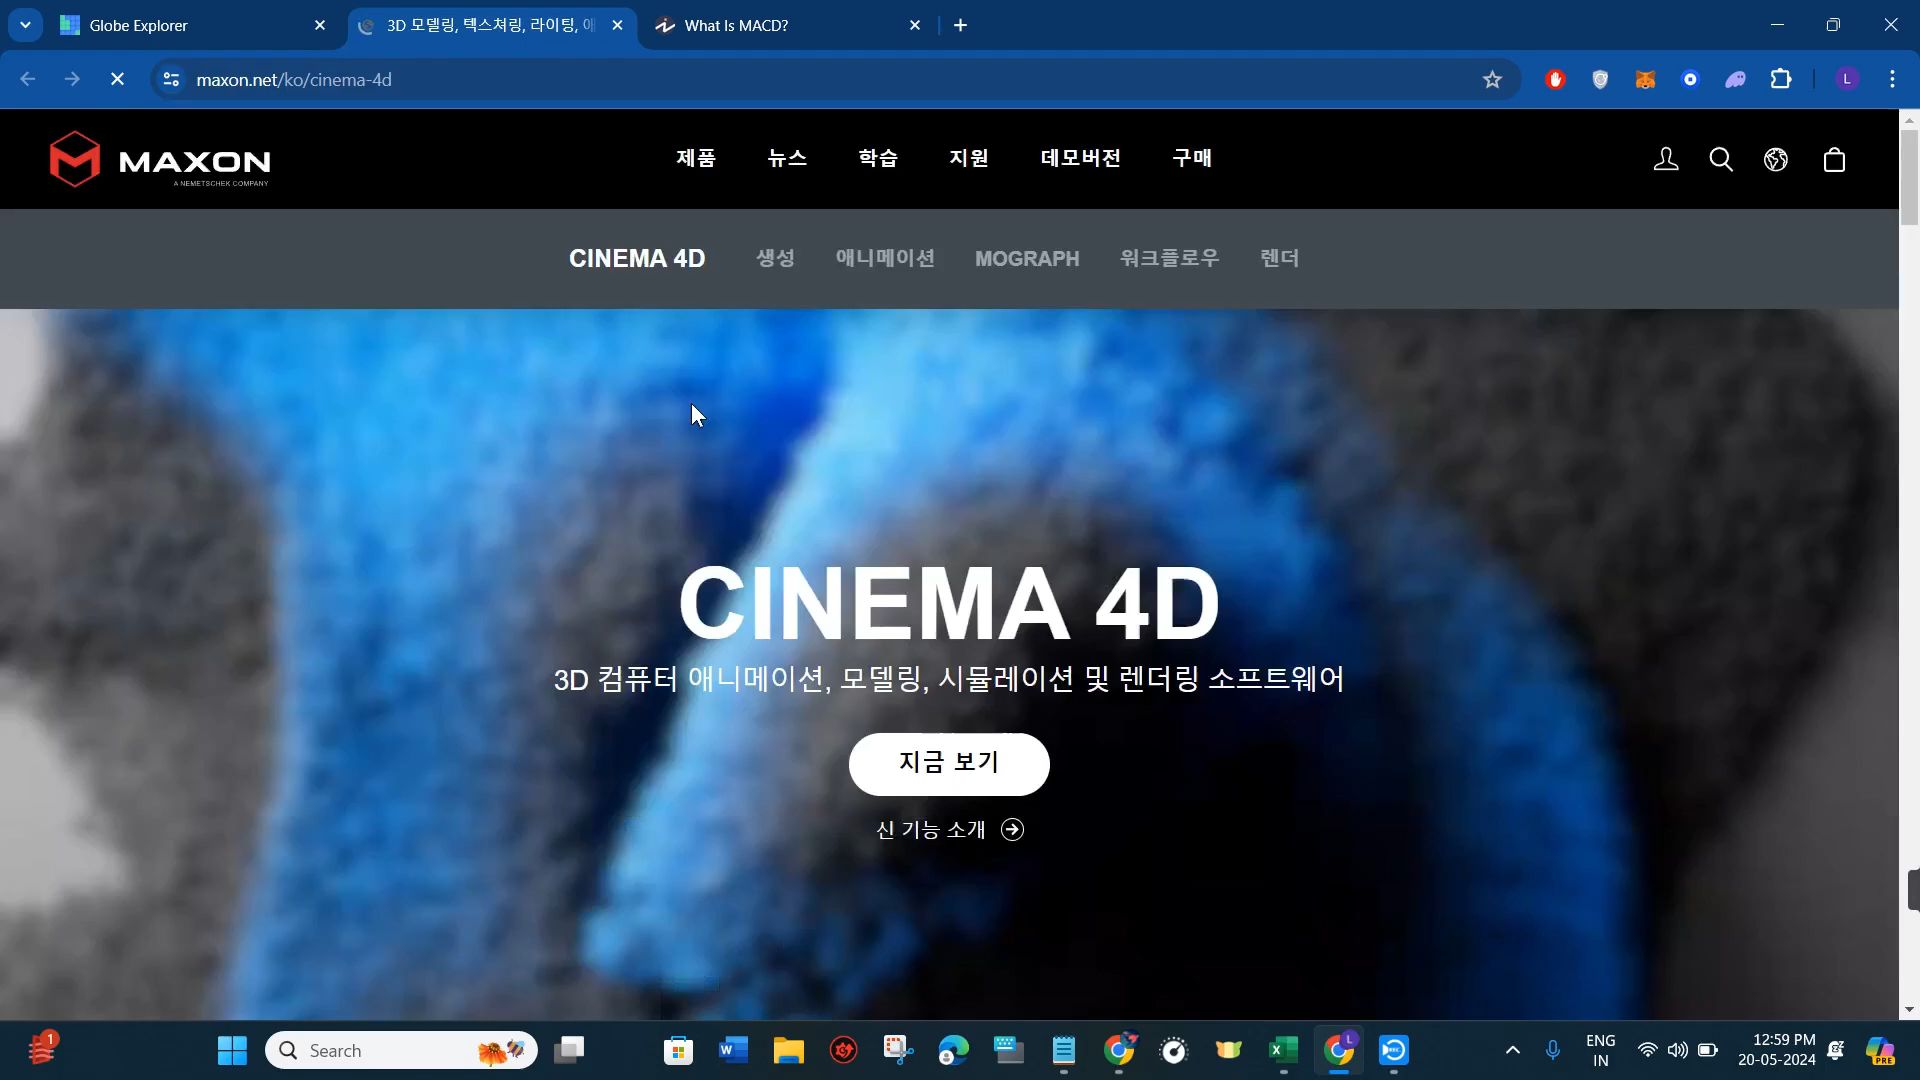 Globe Explorer
3D 모델링, 텍스쳐링, 라이팅, 애
What Is MACD?
maxon.net/ko/cinema-4d
L
MAXON
A NEMETSCHEK COMPANY
제품 뉴스 학습 지원 데모버전 구매
CINEMA 4D 생성 애니메이션 MOGRAPH 워크플로우 렌더
CINEMA 4D
3D 컴퓨터 애니메이션, 모델링, 시뮬레이션 및 렌더링 소프트웨어
지금 보기
신 기능 소개
1
Search
L
ENG
IN
12:59 PM
20-05-2024
PRE